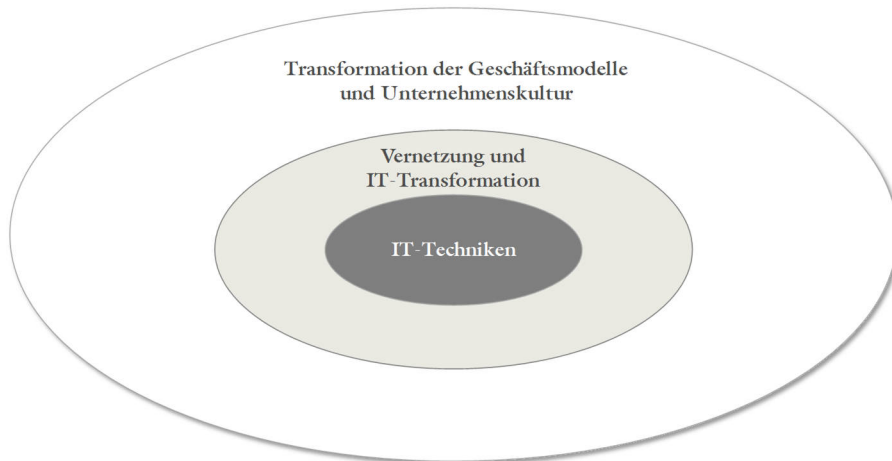 Transformation der Geschäftsmodelle
und Unternehmenskultur
Vernetzung und
IT-Transformation
IT-Techniken